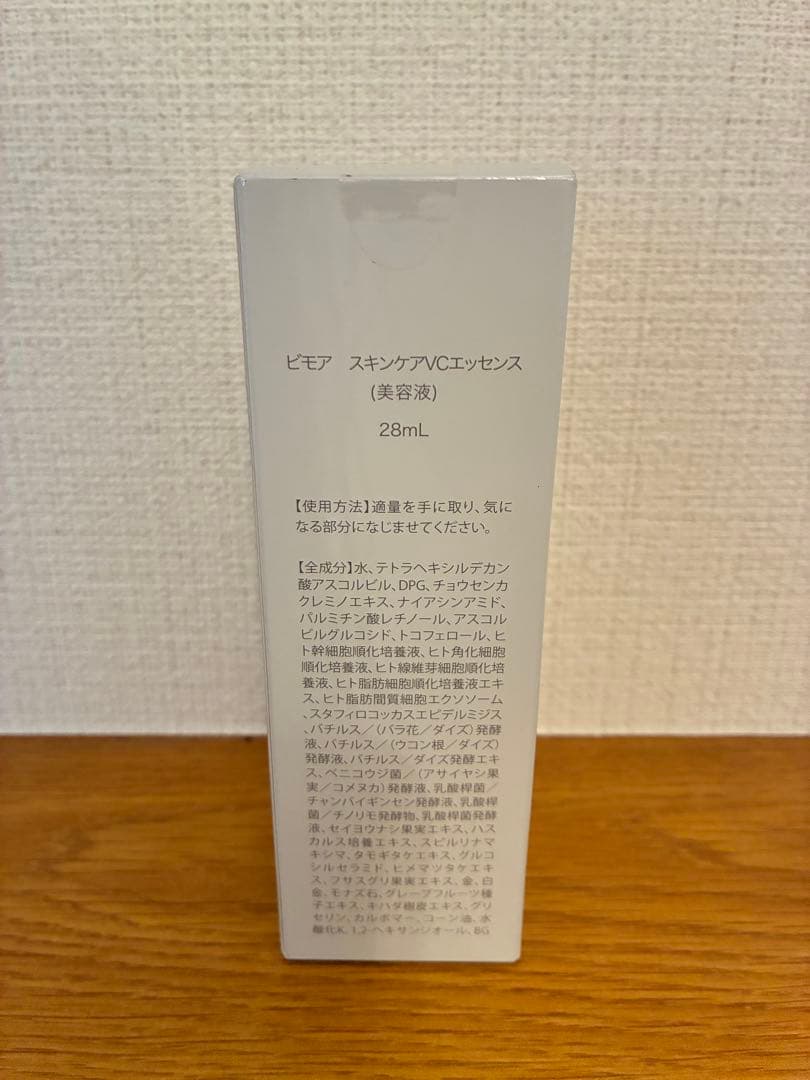 ビモア　スキンケアVCエッセンス
(美容液)
28mL
【使用方法】適量を手に取り、気に
なる部分になじませてください。
【全成分】水、テトラヘキシルデカン
酸アスコルビル、DPG、チョウセンカ
クレミノエキス、ナイアシンアミド、
パルミチン酸レチノール、アスコル
ビルグルコシド、トコフェロール、ヒ
ト幹細胞順化培養液、ヒト角化細胞
順化培養液、ヒト線維芽細胞順化培
養液、ヒト脂肪細胞順化培養液エキ
ス、ヒト脂肪間質細胞エクソソーム
、スタフィロコッカスエピデルミジス
、バチルス／（バラ花／ダイズ）発酵
液、バチルス／（ウコン根／ダイズ）
発酵液、バチルス／ダイズ発酵エキ
ス、ベニコウジ菌／（アサイヤシ果
実／コメヌカ）発酵液、乳酸桿菌／
チャンバイギンセン発酵液、乳酸桿
菌／チノリモ発酵物、乳酸桿菌発酵
液、セイヨウナシ果実エキス、ハス
カルス培養エキス、スピルリナマ
キシマ、タモギタケエキス、グルコ
シルセラミド、ヒメマツタケエキ
ス、フサスグリ果実エキス、金、白
金、モナズ石、グレープフルーツ種
子エキス、キハダ樹皮エキス、グリ
セリン、カルボマー、コーン油、水
酸化K、1,2-ヘキサンジオール、BG